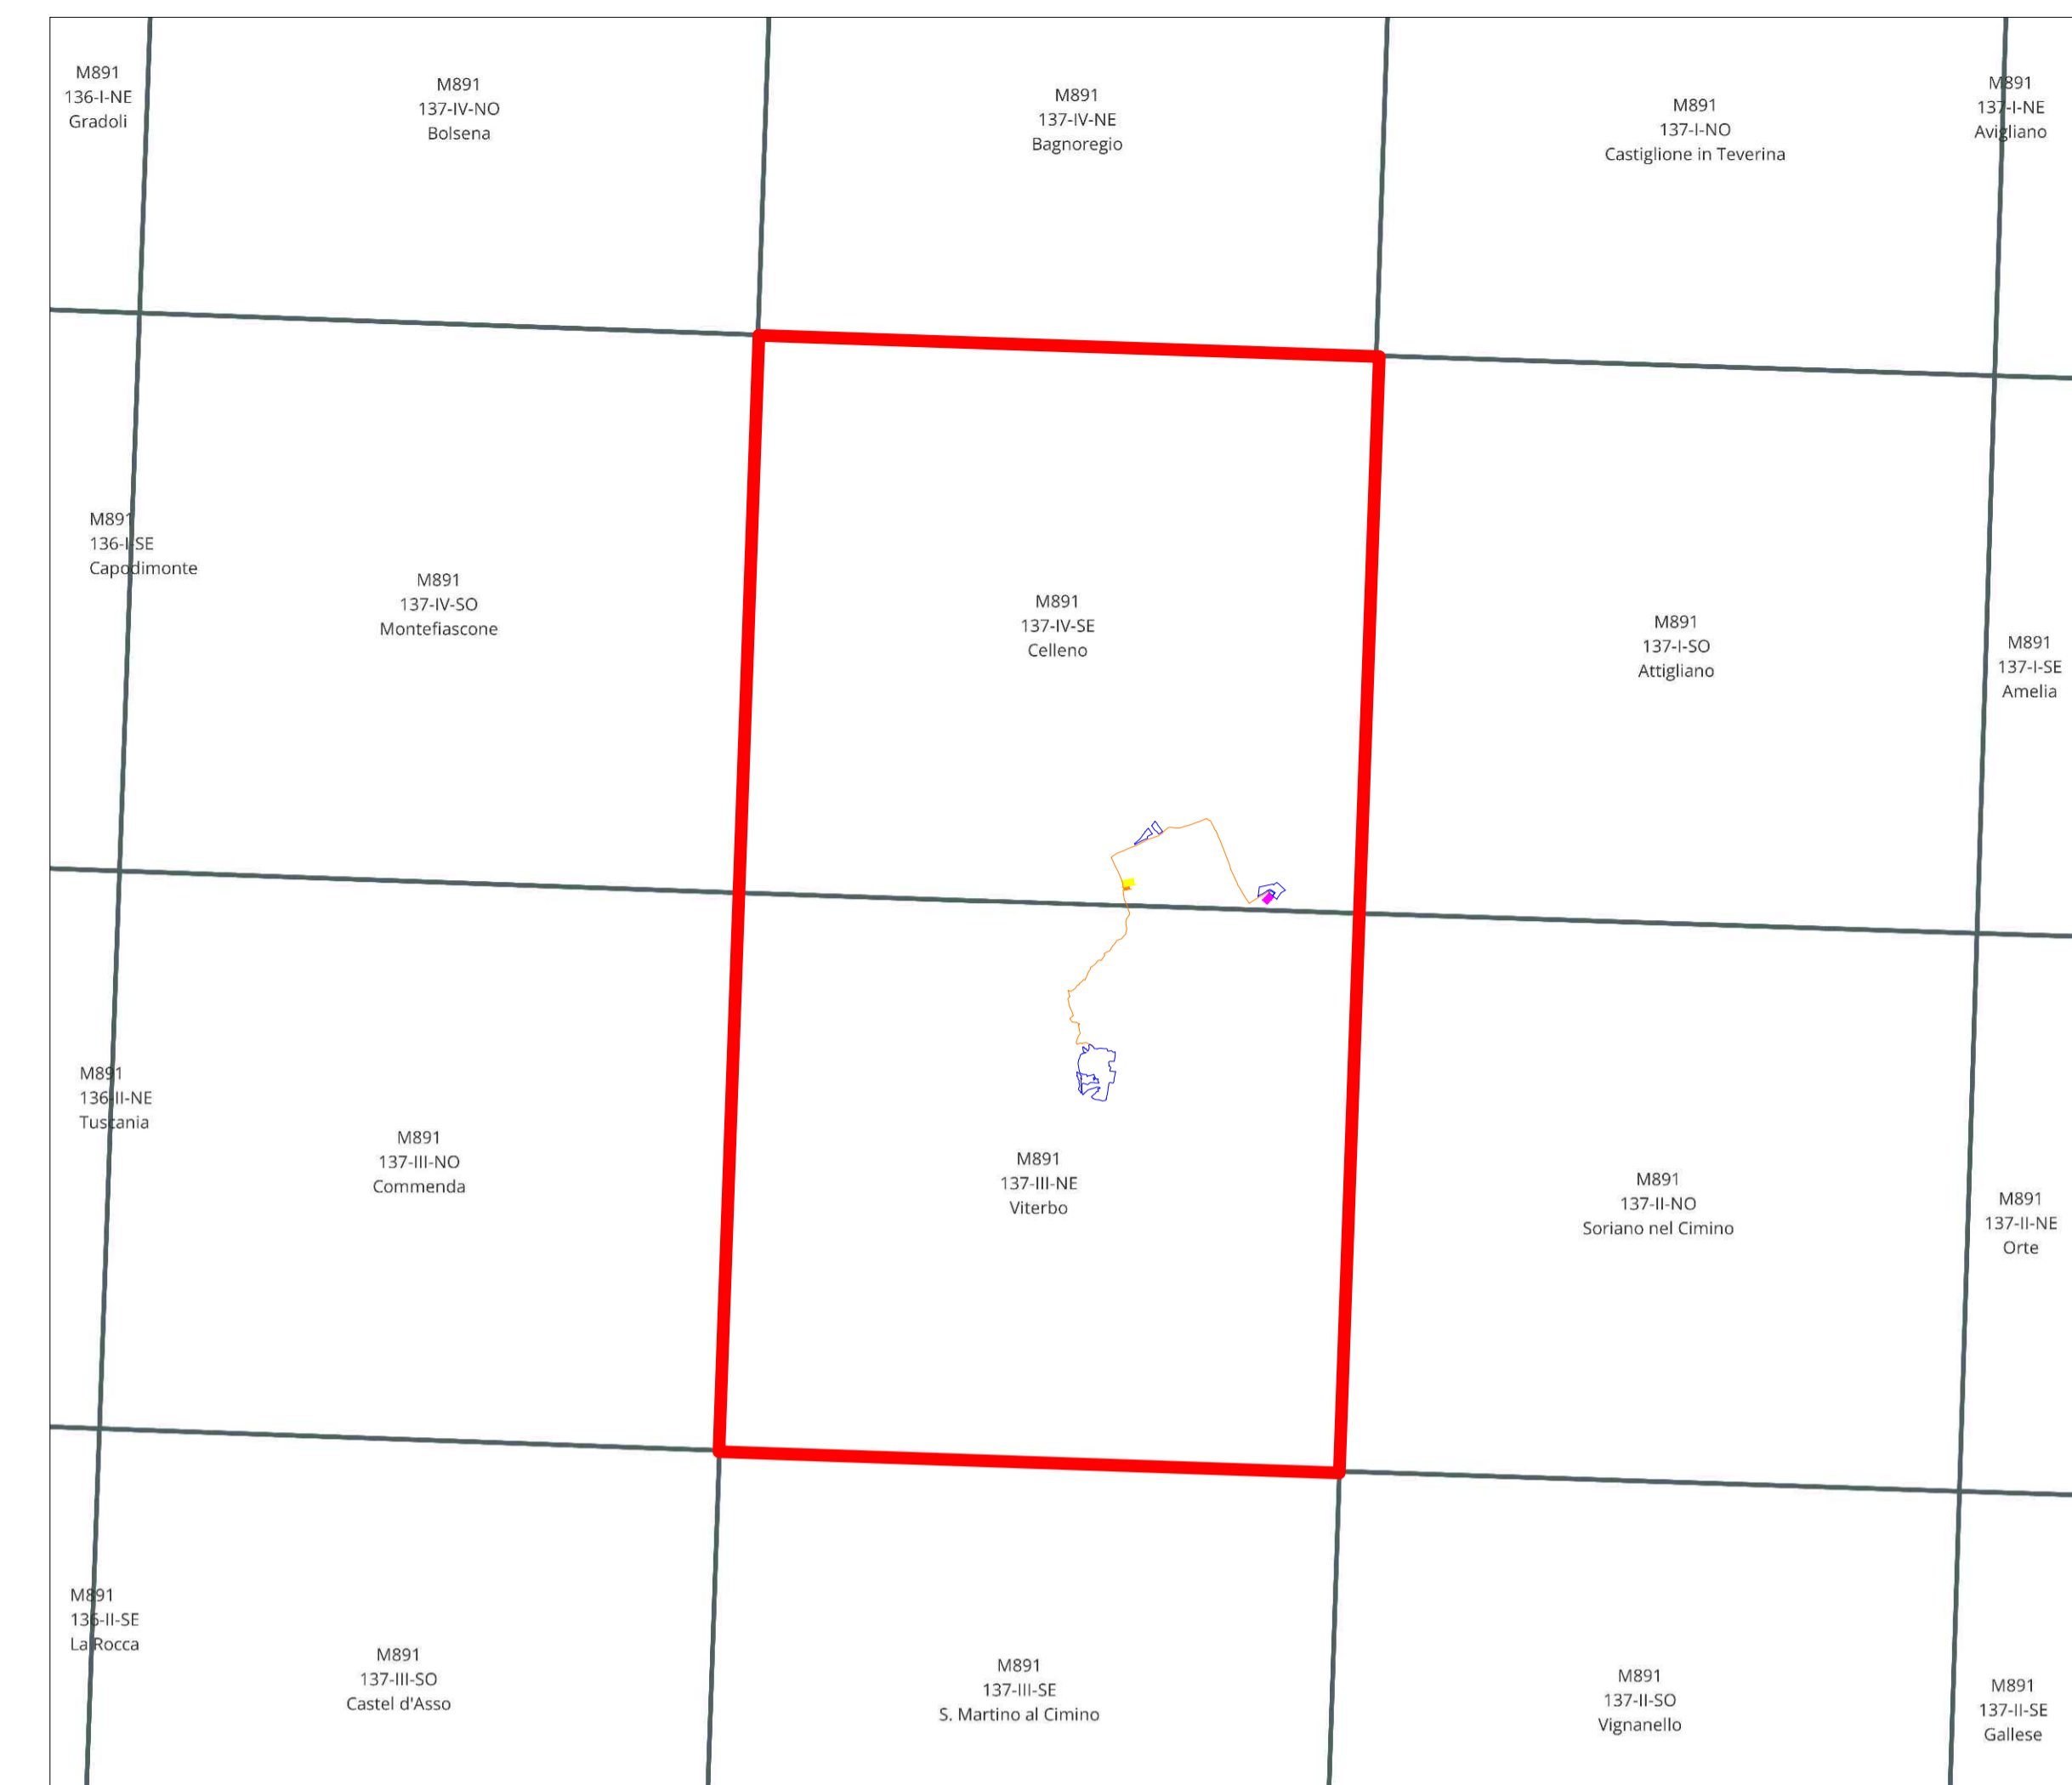 M891
136-I-NE
Gradoli
M891
137-IV-NO
Bolsena
M891
137-IV-NE
Bagnoregio
M891
137-I-NO
Castiglione in Teverina
M891
137-I-NE
Avigliano
M891
136-I-SE
Capodimonte
M891
137-IV-SO
Montefiascone
M891
137-IV-SE
Celleno
M891
137-I-SO
Attigliano
M891
137-I-SE
Amelia
M891
136-II-NE
Tuscania
M891
137-III-NO
Commenda
M891
137-III-NE
Viterbo
M891
137-II-NO
Soriano nel Cimino
M891
137-II-NE
Orte
M891
136-II-SE
La Rocca
M891
137-III-SO
Castel d'Asso
M891
137-III-SE
S. Martino al Cimino
M891
137-II-SO
Vignanello
M891
137-II-SE
Gallese